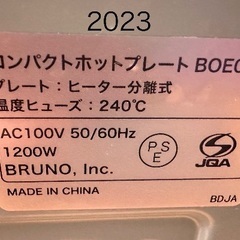 2023
コンパクトホットプレート BOE0
プレート：ヒーター分離式
温度ヒューズ：240℃
AC100V 50/60Hz
1200W
PSE
JQA
BRUNO, Inc.
MADE IN CHINA
BDJA